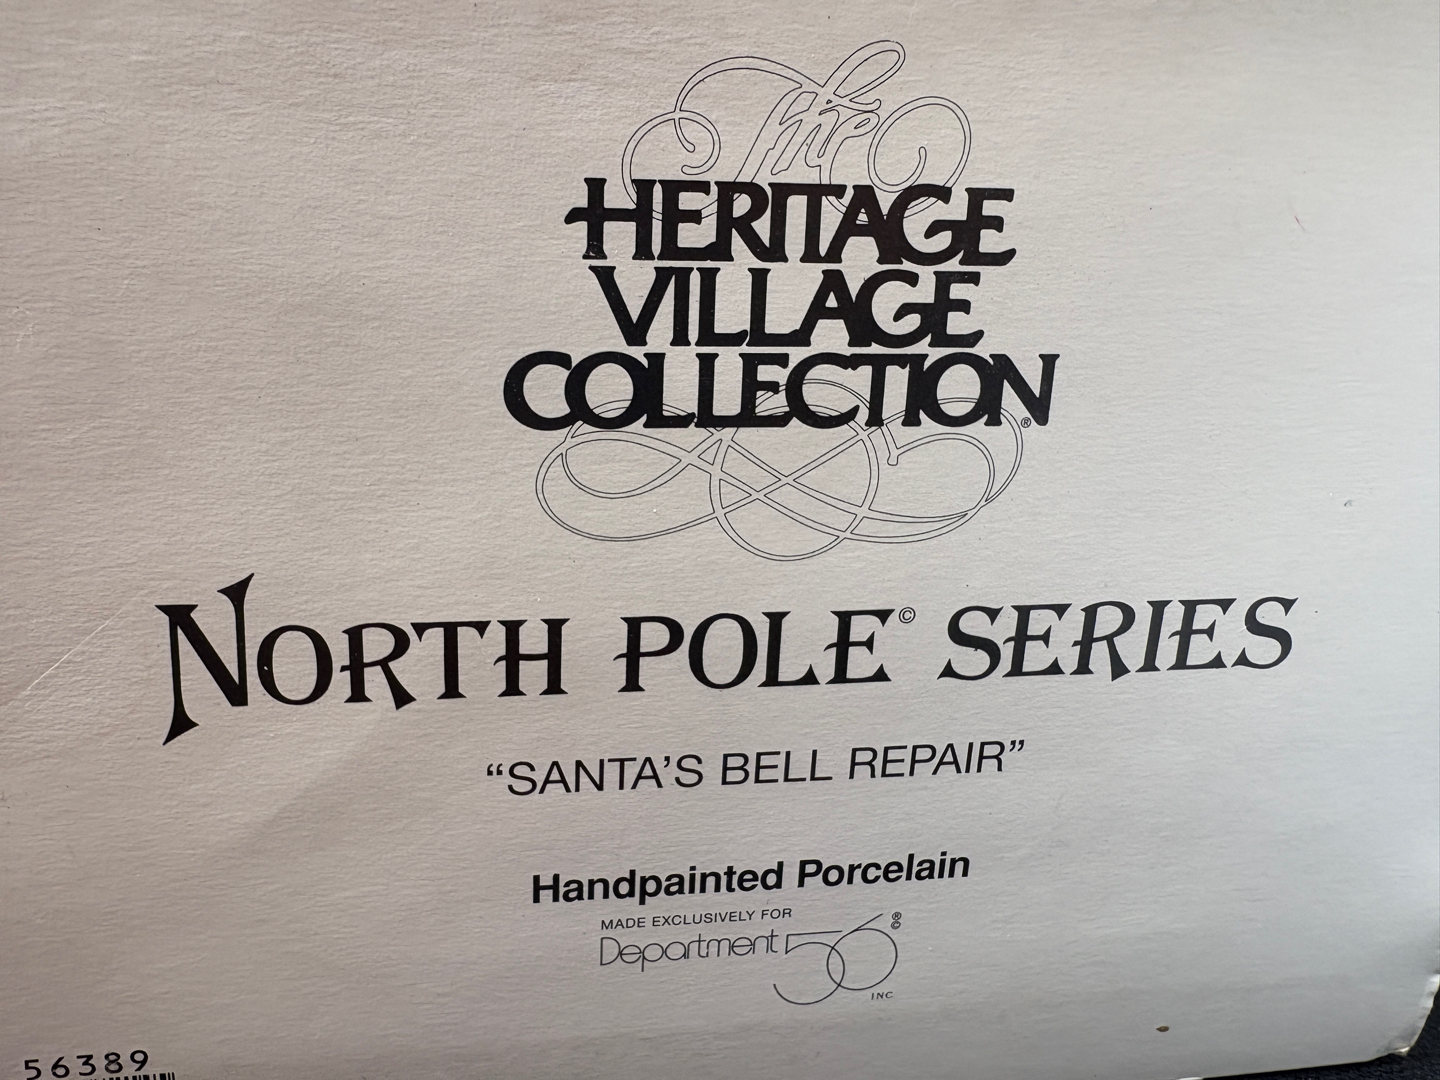 The
HERITAGE
VILLAGE
COLLECTION®
NORTH POLE© SERIES
“SANTA’S BELL REPAIR”
Handpainted Porcelain
MADE EXCLUSIVELY FOR
Department 56 ® ©
INC
56389